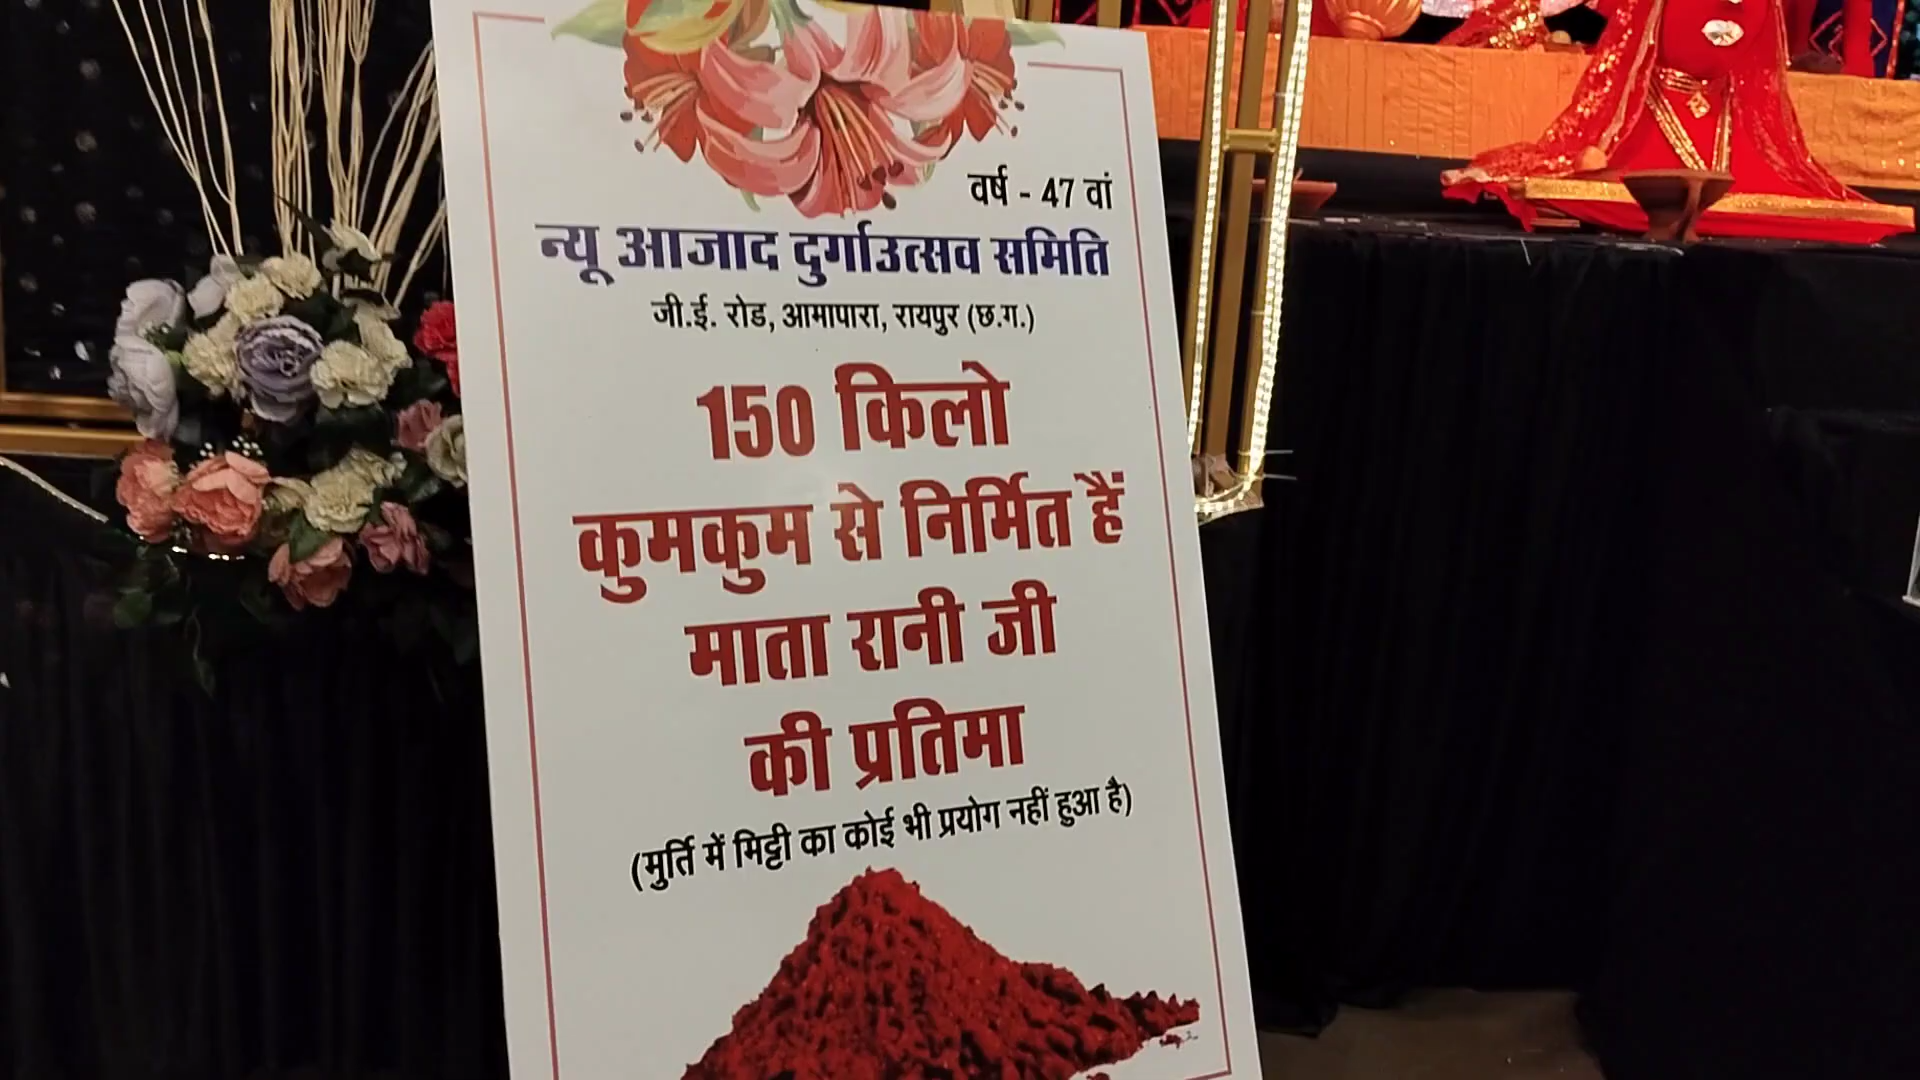 वर्ष - 47 वां
न्यू आजाद दुर्गाउत्सव समिति
जी.ई. रोड, आमापारा, रायपुर (छ.ग.)
150 किलो
कुमकुम से निर्मित हैं
माता रानी जी
की प्रतिमा
(मुर्ति में मिट्टी का कोई भी प्रयोग नहीं हुआ है)